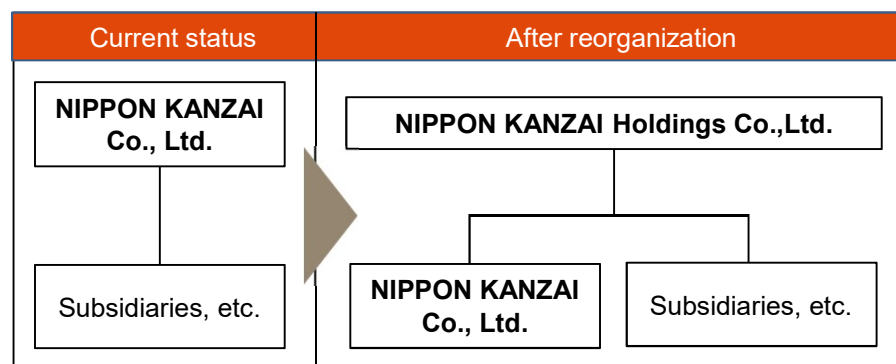 Current status
After reorganization
NIPPON KANZAI
Co., Ltd.
Subsidiaries, etc.
NIPPON KANZAI Holdings Co.,Ltd.
NIPPON KANZAI
Co., Ltd.
Subsidiaries, etc.